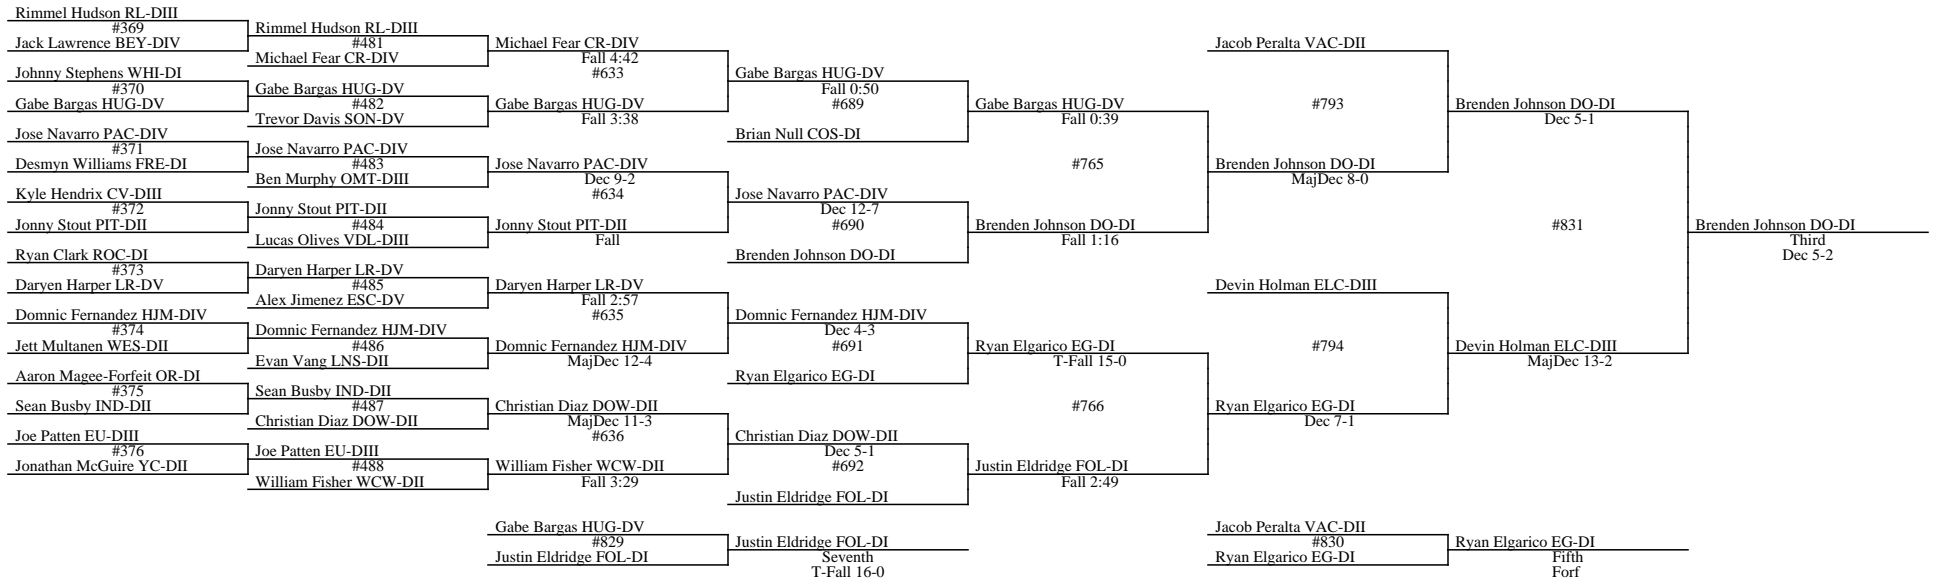 Rimmel Hudson RL-DIII
#369
Jack Lawrence BEY-DIV
Johnny Stephens WHI-DI
#370
Gabe Bargas HUG-DV
Jose Navarro PAC-DIV
#371
Desmyn Williams FRE-DI
Kyle Hendrix CV-DIII
#372
Jonny Stout PIT-DII
Ryan Clark ROC-DI
#373
Daryen Harper LR-DV
Domnic Fernandez HJM-DIV
#374
Jett Multanen WES-DII
Aaron Magee-Forfeit OR-DI
#375
Sean Busby IND-DII
Joe Patten EU-DIII
#376
Jonathan McGuire YC-DII
Rimmel Hudson RL-DIII
#481
Michael Fear CR-DIV
Gabe Bargas HUG-DV
#482
Trevor Davis SON-DV
Jose Navarro PAC-DIV
#483
Ben Murphy OMT-DIII
Jonny Stout PIT-DII
#484
Lucas Olives VDL-DIII
Daryen Harper LR-DV
#485
Alex Jimenez ESC-DV
Domnic Fernandez HJM-DIV
#486
Evan Vang LNS-DII
Sean Busby IND-DII
#487
Christian Diaz DOW-DII
Joe Patten EU-DIII
#488
William Fisher WCW-DII
Michael Fear CR-DIV
Fall 4:42
#633
Gabe Bargas HUG-DV
Fall 3:38
Jose Navarro PAC-DIV
Dec 9-2
#634
Jonny Stout PIT-DII
Fall
Daryen Harper LR-DV
Fall 2:57
#635
Domnic Fernandez HJM-DIV
MajDec 12-4
Christian Diaz DOW-DII
MajDec 11-3
#636
William Fisher WCW-DII
Fall 3:29
Gabe Bargas HUG-DV
Fall 0:50
#689
Brian Null COS-DI
Jose Navarro PAC-DIV
Dec 12-7
#690
Brenden Johnson DO-DI
Domnic Fernandez HJM-DIV
Dec 4-3
#691
Ryan Elgarico EG-DI
Christian Diaz DOW-DII
Dec 5-1
#692
Justin Eldridge FOL-DI
Gabe Bargas HUG-DV
Fall 0:39
#765
Brenden Johnson DO-DI
Fall 1:16
Ryan Elgarico EG-DI
T-Fall 15-0
#766
Justin Eldridge FOL-DI
Fall 2:49
Jacob Peralta VAC-DII
#793
Brenden Johnson DO-DI
MajDec 8-0
Devin Holman ELC-DIII
#794
Ryan Elgarico EG-DI
Dec 7-1
Brenden Johnson DO-DI
Dec 5-1
#831
Devin Holman ELC-DIII
MajDec 13-2
Brenden Johnson DO-DI
Third
Dec 5-2
Gabe Bargas HUG-DV
#829
Justin Eldridge FOL-DI
Justin Eldridge FOL-DI
Seventh
T-Fall 16-0
Jacob Peralta VAC-DII
#830
Ryan Elgarico EG-DI
Ryan Elgarico EG-DI
Fifth
Forf